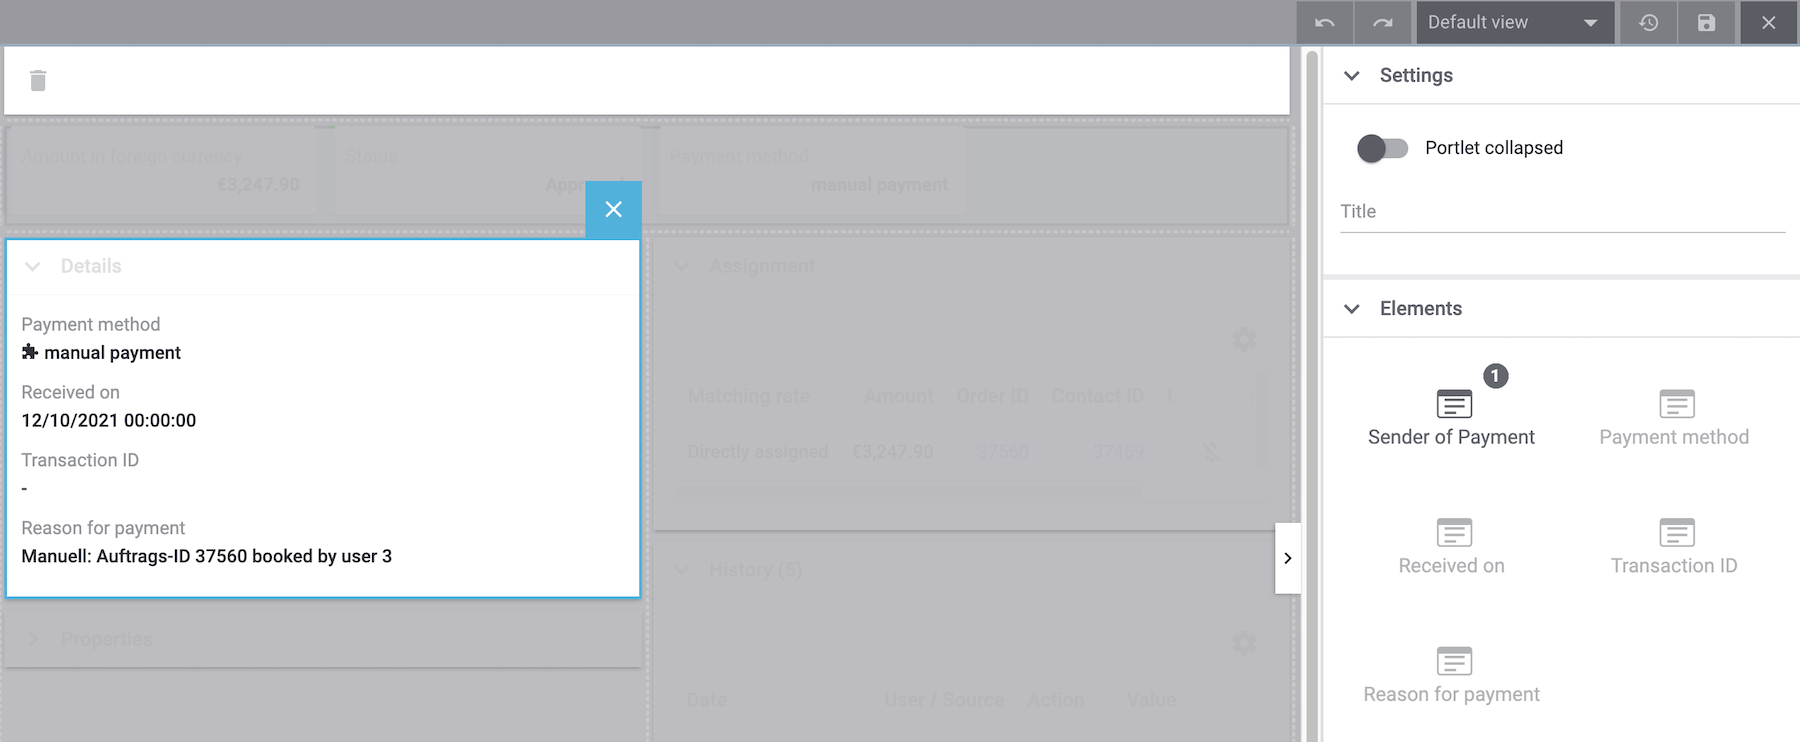 Default view
Settings
Portlet collapsed
Title
Amount in foreign currency
€3,247.90
Status
Payment method
manual payment
Details
Payment method
manual payment
Received on
12/10/2021 00:00:00
Transaction ID
-
Reason for payment
Manuell: Auftrags-ID 37560 booked by user 3
Properties
Assignment
Matching rate Amount Order ID Contact ID
Directly assigned €3,247.90 37560 37469
History (5)
Date User / Source Action Value
Elements
1
Sender of Payment
Payment method
Received on
Transaction ID
Reason for payment